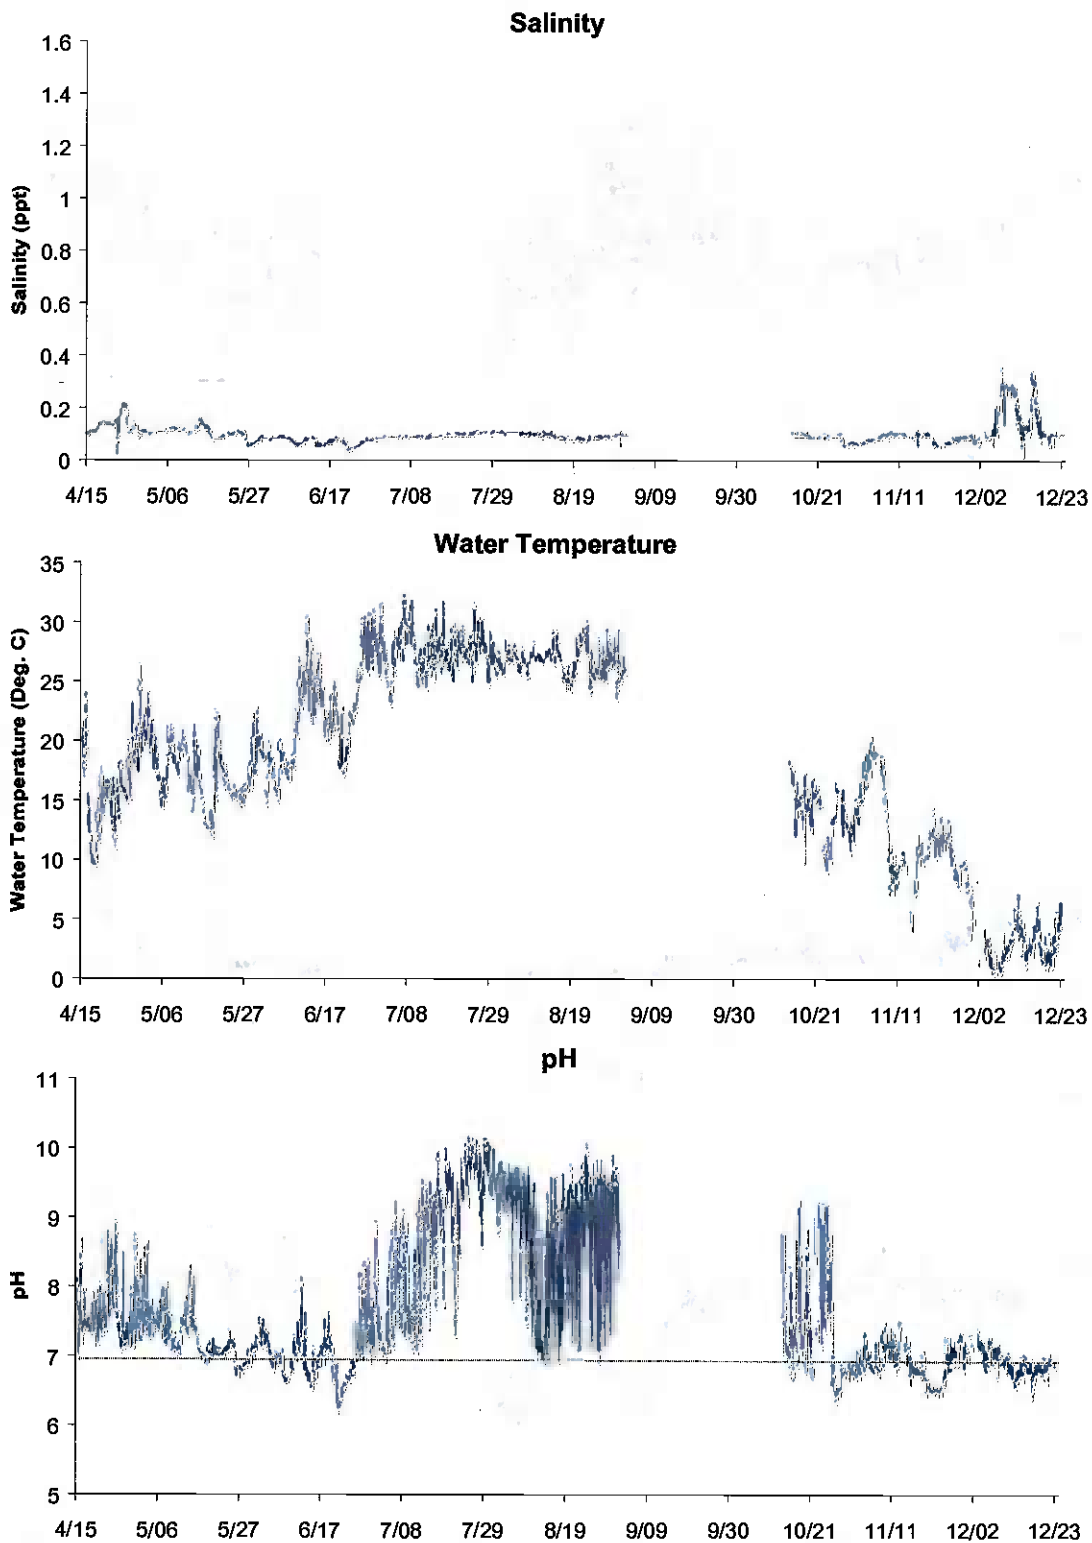 Salinity
1.6
1.4
1.2
1
0.8
0.6
0.4
0.2
0
Salinity (ppt)
4/15 5/06 5/27 6/17 7/08 7/29 8/19 9/09 9/30 10/21 11/11 12/02 12/23
Water Temperature
35
30
25
20
15
10
5
0
Water Temperature (Deg. C)
4/15 5/06 5/27 6/17 7/08 7/29 8/19 9/09 9/30 10/21 11/11 12/02 12/23
pH
11
10
9
8
7
6
5
pH
4/15 5/06 5/27 6/17 7/08 7/29 8/19 9/09 9/30 10/21 11/11 12/02 12/23